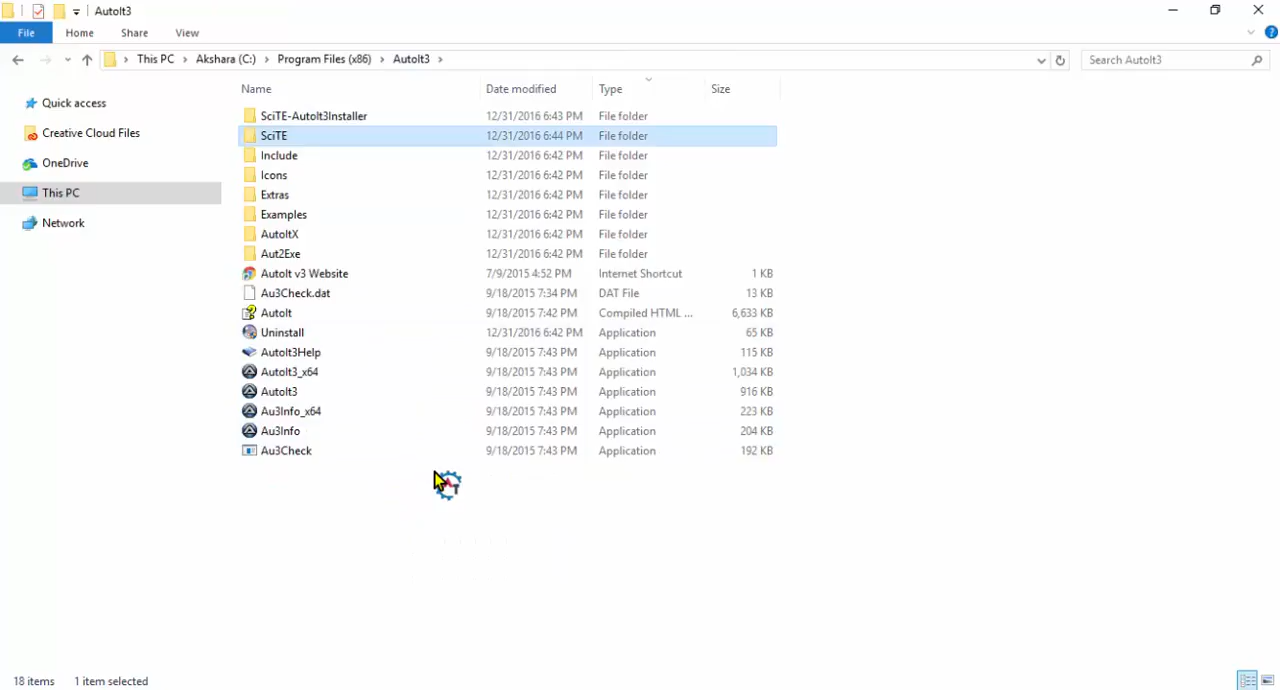 AutoIt3
File Home Share View
This PC Akshara (C:) Program Files (x86) AutoIt3 Search AutoIt3
Name Date modified Type Size
Quick access
Creative Cloud Files
OneDrive
This PC
Network
SciTE-AutoIt3Installer 12/31/2016 6:43 PM File folder
SciTE 12/31/2016 6:44 PM File folder
Include 12/31/2016 6:42 PM File folder
Icons 12/31/2016 6:42 PM File folder
Extras 12/31/2016 6:42 PM File folder
Examples 12/31/2016 6:42 PM File folder
AutoItX 12/31/2016 6:42 PM File folder
Aut2Exe 12/31/2016 6:42 PM File folder
AutoIt v3 Website 7/9/2015 4:52 PM Internet Shortcut 1 KB
Au3Check.dat 9/18/2015 7:34 PM DAT File 13 KB
AutoIt 9/18/2015 7:42 PM Compiled HTML ... 6,633 KB
Uninstall 12/31/2016 6:42 PM Application 65 KB
AutoIt3Help 9/18/2015 7:43 PM Application 115 KB
AutoIt3_x64 9/18/2015 7:43 PM Application 1,034 KB
AutoIt3 9/18/2015 7:43 PM Application 916 KB
Au3Info_x64 9/18/2015 7:43 PM Application 223 KB
Au3Info 9/18/2015 7:43 PM Application 204 KB
Au3Check 9/18/2015 7:43 PM Application 192 KB
18 items 1 item selected